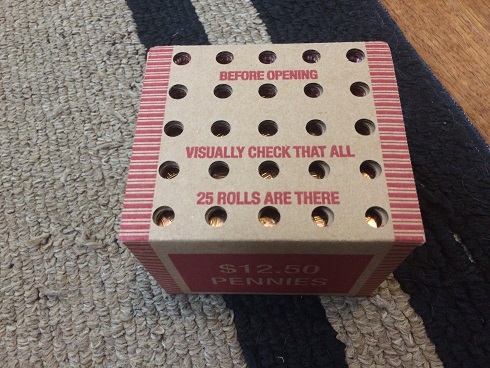 BEFORE OPENING
VISUALLY CHECK THAT ALL
25 ROLLS ARE THERE
$12.50
PENNIES